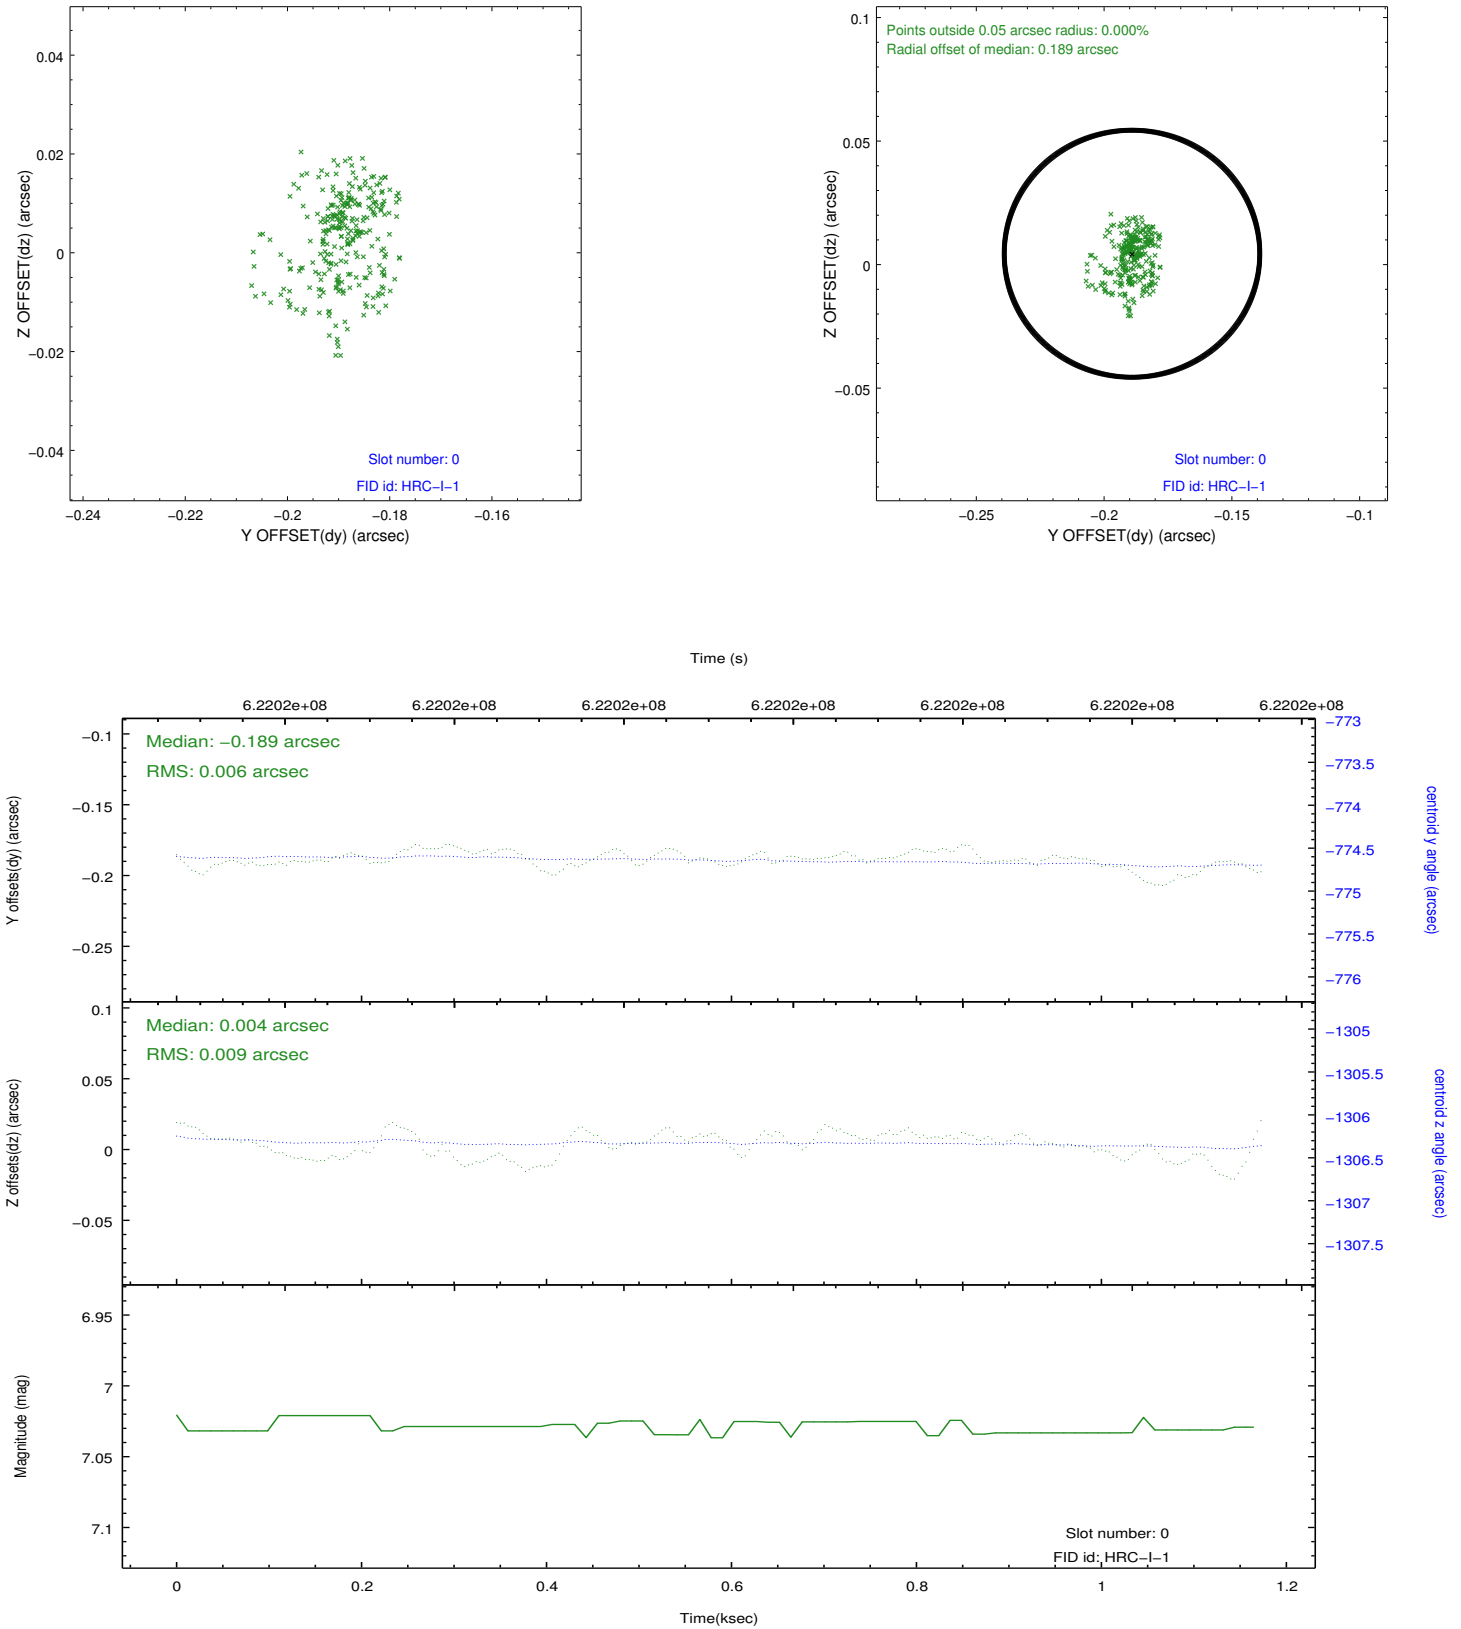 0.04
0.02
0
−0.02
−0.04
Z OFFSET(dz) (arcsec)
Slot number: 0
FID id: HRC−I−1
−0.24
−0.22
−0.2
−0.18
−0.16
Y OFFSET(dy) (arcsec)
Points outside 0.05 arcsec radius: 0.000%
Radial offset of median: 0.189 arcsec
0.1
0.05
0
−0.05
Z OFFSET(dz) (arcsec)
Slot number: 0
FID id: HRC−I−1
−0.25
−0.2
−0.15
−0.1
Y OFFSET(dy) (arcsec)
Time (s)
6.2202e+08
6.2202e+08
6.2202e+08
6.2202e+08
6.2202e+08
6.2202e+08
6.2202e+08
Median: −0.189 arcsec
RMS: 0.006 arcsec
−0.1
−0.15
−0.2
−0.25
Y offsets(dy) (arcsec)
−773
−773.5
−774
−774.5
−775
−775.5
−776
centroid y angle (arcsec)
Median: 0.004 arcsec
RMS: 0.009 arcsec
0.1
0.05
0
−0.05
Z offsets(dz) (arcsec)
−1305
−1305.5
−1306
−1306.5
−1307
−1307.5
centroid z angle (arcsec)
6.95
7
7.05
7.1
Magnitude (mag)
Slot number: 0
FID id: HRC−I−1
0
0.2
0.4
0.6
0.8
1
1.2
Time(ksec)